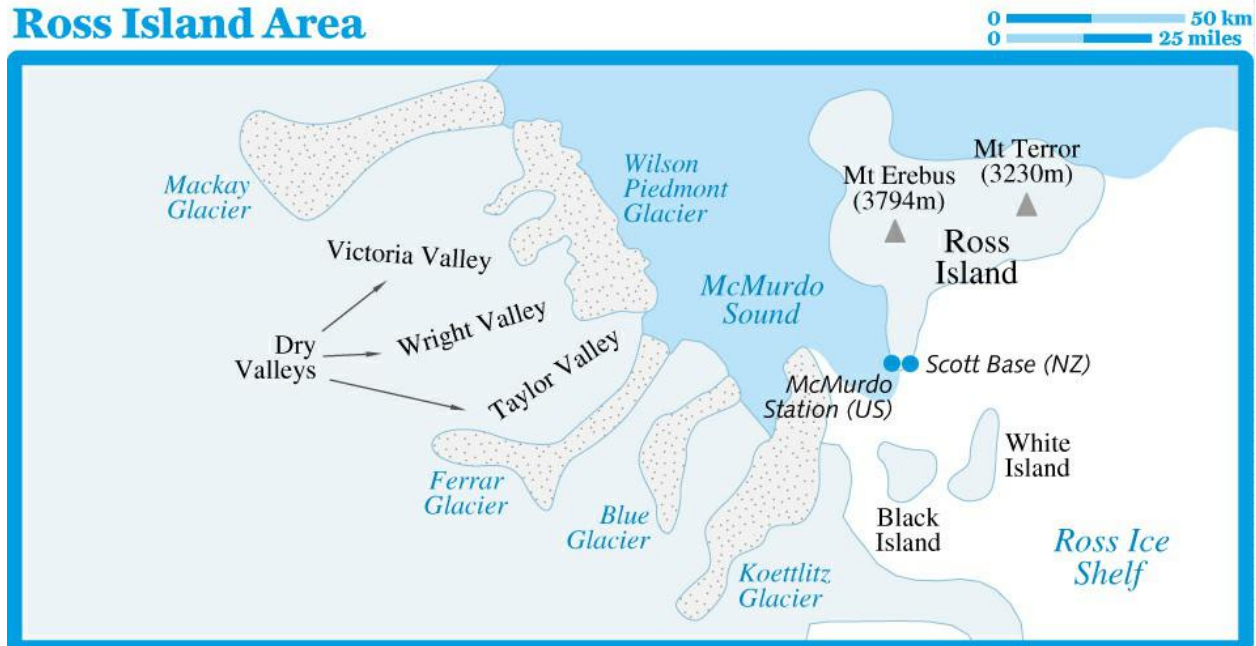 Ross Island Area
0 50 km
0 25 miles
Mackay
Glacier
Wilson
Piedmont
Glacier
Mt Erebus
(3794m)
Mt Terror
(3230m)
Ross
Island
Victoria Valley
McMurdo
Sound
Dry
Valleys
Wright Valley
Taylor Valley
Scott Base (NZ)
McMurdo
Station (US)
White
Island
Ferrar
Glacier
Blue
Glacier
Black
Island
Koettlitz
Glacier
Ross Ice
Shelf